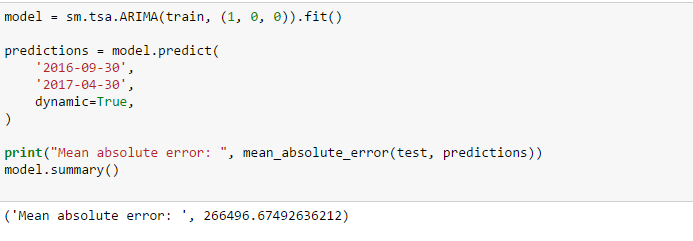 model = sm.tsa.ARIMA(train, (1, 0, 0)).fit()
predictions = model.predict(
'2016-09-30',
'2017-04-30',
dynamic=True,
)
print("Mean absolute error: ", mean_absolute_error(test, predictions))
model.summary()
('Mean absolute error: ', 266496.67492636212)